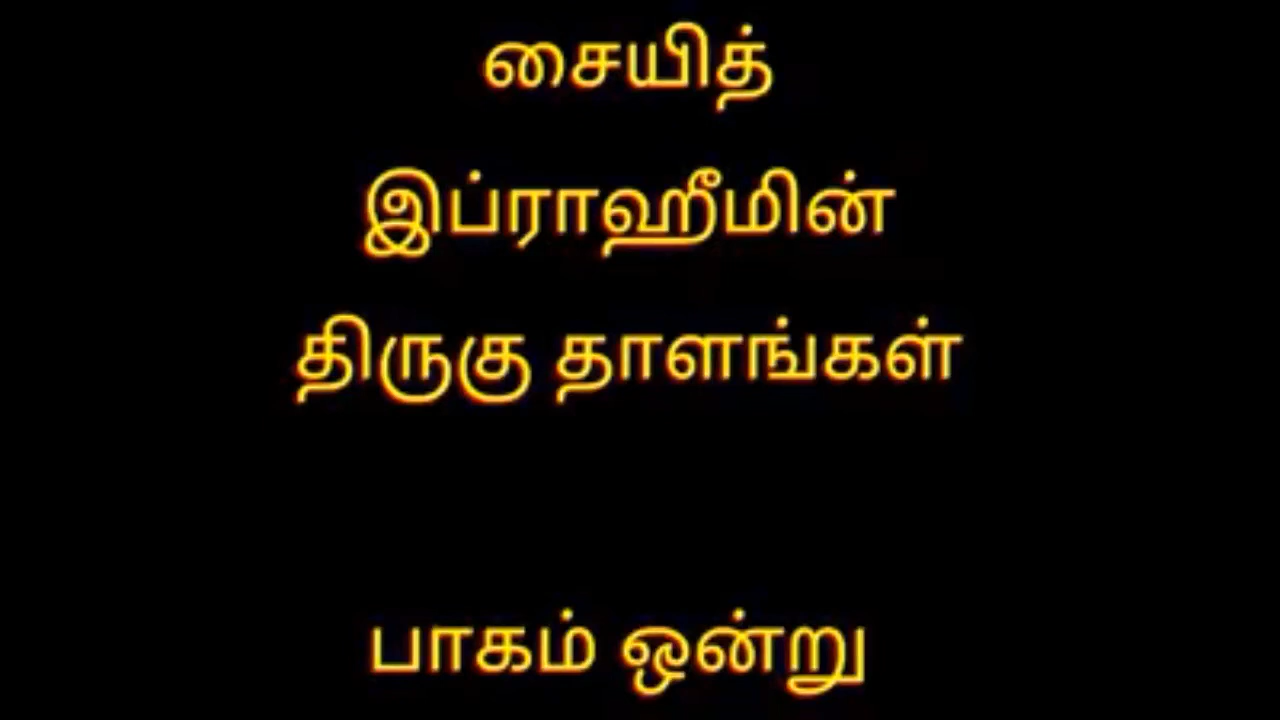 சையித்
இப்ராஹீமின்
திருகு தாளங்கள்
பாகம் ஒன்று